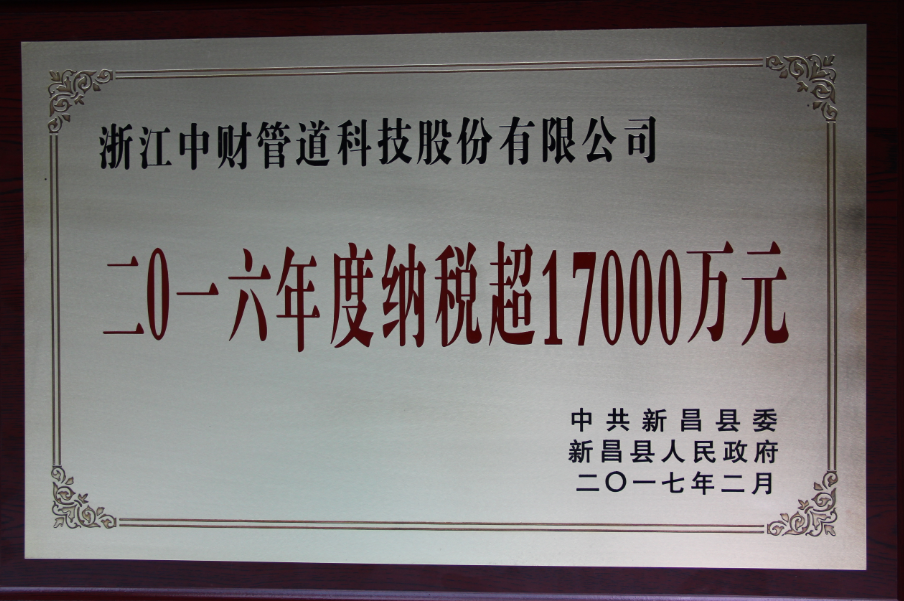 浙江中财管道科技股份有限公司
二0一六年度纳税超17000万元
中共新昌县委
新昌县人民政府
二〇一七年二月